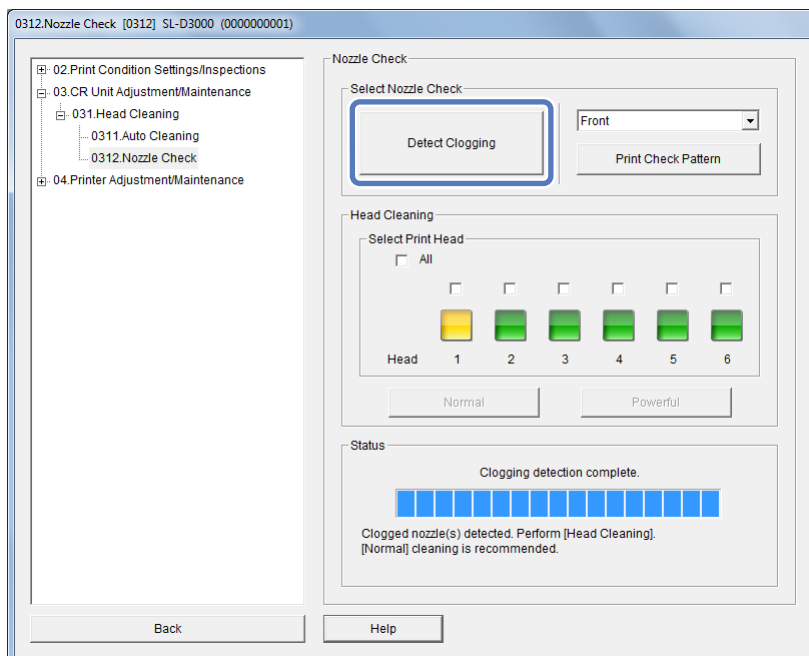 0312.Nozzle Check [0312] SL-D3000 (0000000001)
02.Print Condition Settings/Inspections
03.CR Unit Adjustment/Maintenance
031.Head Cleaning
0311.Auto Cleaning
0312.Nozzle Check
04.Printer Adjustment/Maintenance
Back
Nozzle Check
Select Nozzle Check
Detect Clogging
Front
Print Check Pattern
Head Cleaning
Select Print Head
All
Head 1 2 3 4 5 6
Normal Powerful
Status
Clogging detection complete.
Clogged nozzle(s) detected. Perform [Head Cleaning].
[Normal] cleaning is recommended.
Help